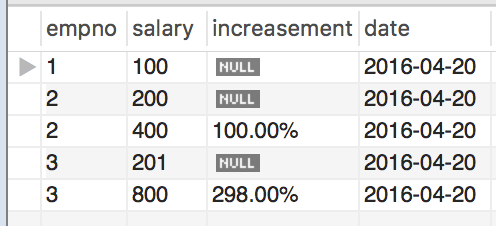 empno salary increasement date
1 100 NULL 2016-04-20
2 200 NULL 2016-04-20
2 400 100.00% 2016-04-20
3 201 NULL 2016-04-20
3 800 298.00% 2016-04-20